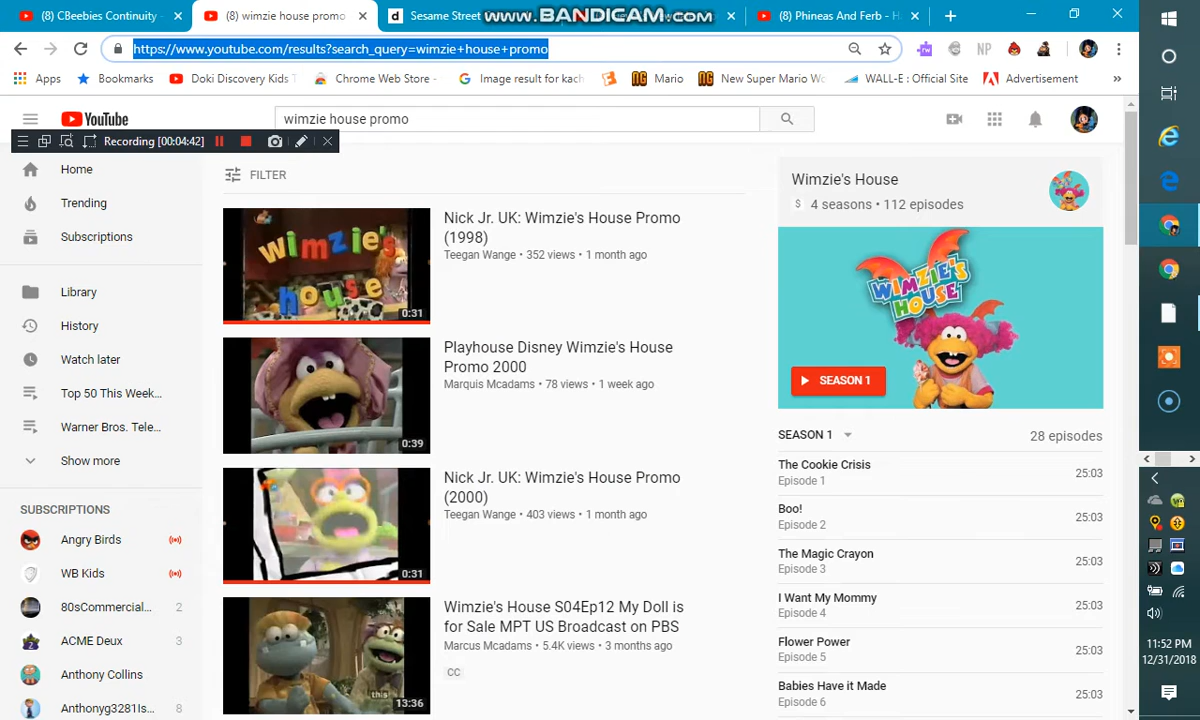 (8) CBeebies Continuity -
(8) wimzie house promo
Sesame Street
www.BANDICAM.com
(8) Phineas And Ferb - Ha
https://www.youtube.com/results?search_query=wimzie+house+promo
NP
Apps
Bookmarks
Doki Discovery Kids T
Chrome Web Store -
Image result for kach
NG
Mario
NG
New Super Mario Wo
WALL-E : Official Site
Advertisement
YouTube
wimzie house promo
Recording [00:04:42]
Home
Trending
Subscriptions
Library
History
Watch later
Top 50 This Week...
Warner Bros. Tele...
Show more
SUBSCRIPTIONS
Angry Birds
WB Kids
80sCommercial... 2
ACME Deux 3
Anthony Collins
Anthonyg3281Is... 8
FILTER
wimzie's
house
0:31
Nick Jr. UK: Wimzie's House Promo
(1998)
Teegan Wange • 352 views • 1 month ago
0:39
Playhouse Disney Wimzie's House
Promo 2000
Marquis Mcadams • 78 views • 1 week ago
0:31
Nick Jr. UK: Wimzie's House Promo
(2000)
Teegan Wange • 403 views • 1 month ago
this
13:36
Wimzie's House S04Ep12 My Doll is
for Sale MPT US Broadcast on PBS
Marcus Mcadams • 5.4K views • 3 months ago
CC
Wimzie's House
$ 4 seasons • 112 episodes
WIMZIE'S
HOUSE
SEASON 1
SEASON 1 28 episodes
The Cookie Crisis
Episode 1
25:03
Boo!
Episode 2
25:03
The Magic Crayon
Episode 3
25:03
I Want My Mommy
Episode 4
25:03
Flower Power
Episode 5
25:03
Babies Have it Made
Episode 6
25:03
11:52 PM
12/31/2018